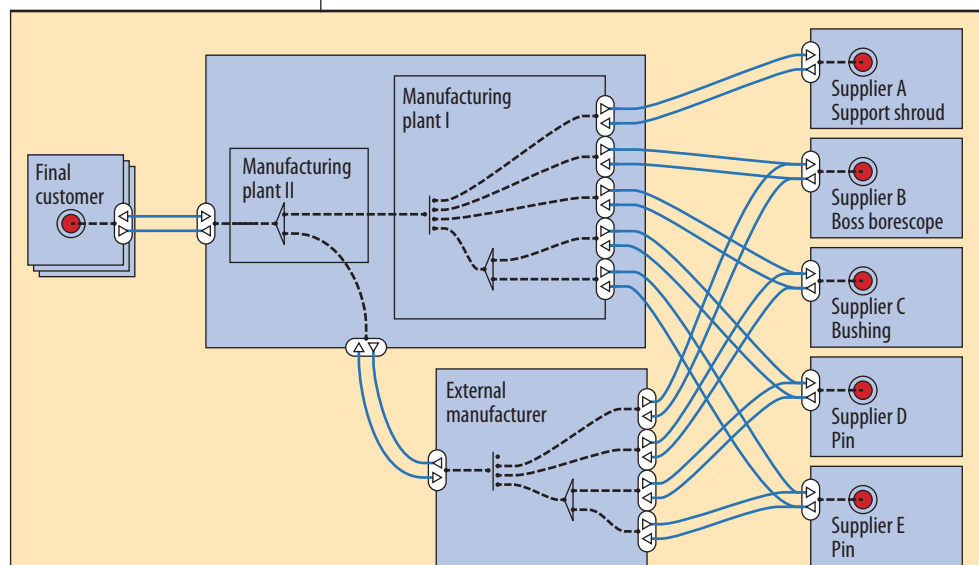 Final
customer
Manufacturing
plant II
Manufacturing
plant I
External
manufacturer
Supplier A
Support shroud
Supplier B
Boss borescope
Supplier C
Bushing
Supplier D
Pin
Supplier E
Pin